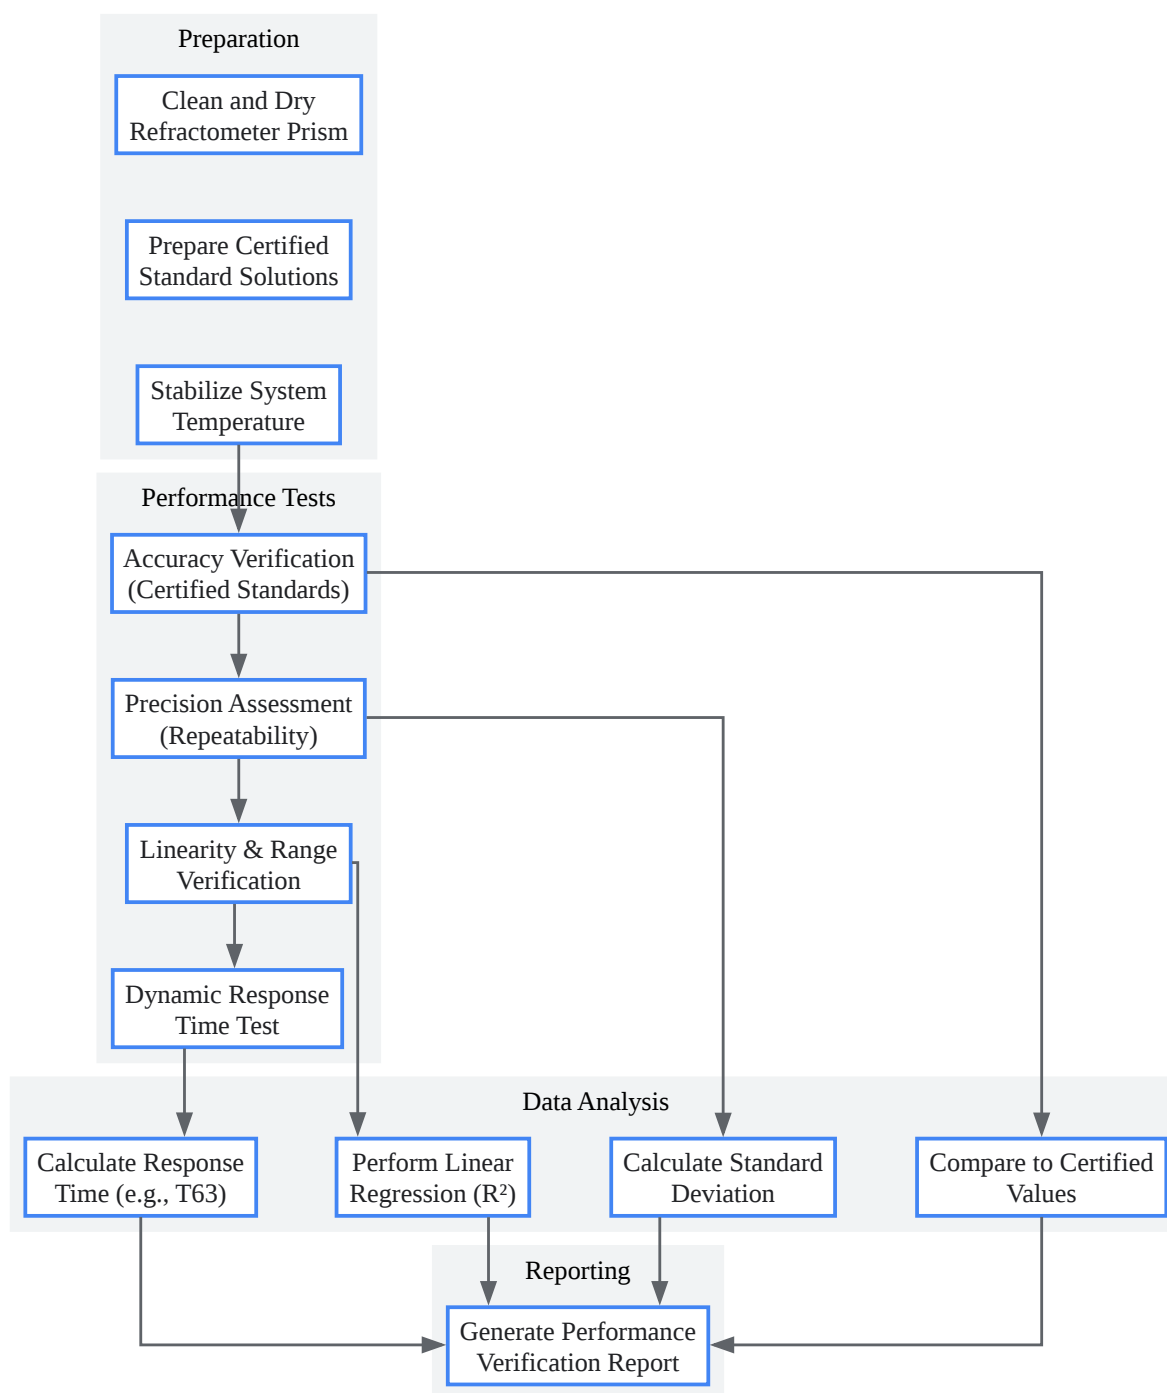 Preparation
Clean and Dry
Refractometer Prism
Prepare Certified
Standard Solutions
Stabilize System
Temperature
Performance Tests
Accuracy Verification
(Certified Standards)
Precision Assessment
(Repeatability)
Linearity & Range
Verification
Dynamic Response
Time Test
Data Analysis
Calculate Response
Time (e.g., T63)
Perform Linear
Regression (R²)
Calculate Standard
Deviation
Compare to Certified
Values
Reporting
Generate Performance
Verification Report